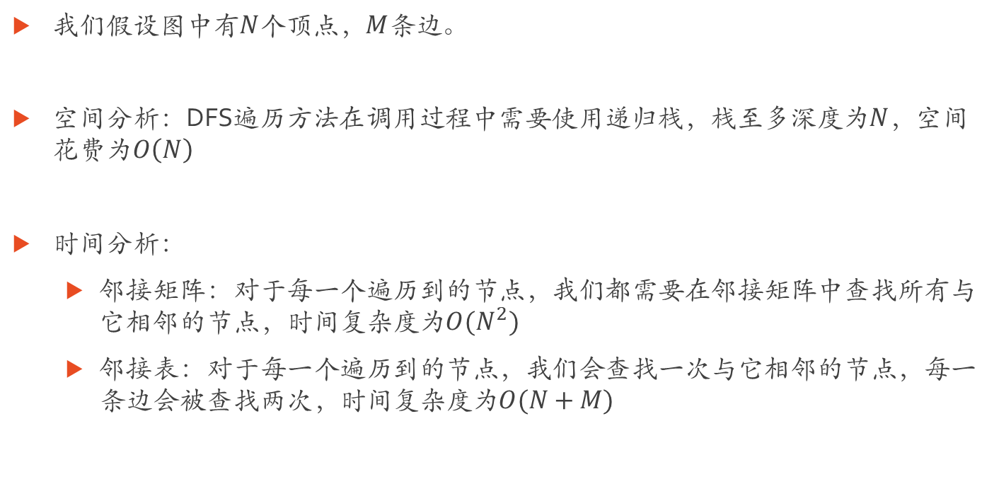 我们假设图中有N个顶点，M条边。
空间分析：DFS遍历方法在调用过程中需要使用递归栈，栈至多深度为N，空间
花费为O(N)
时间分析：
邻接矩阵：对于每一个遍历到的节点，我们都需要在邻接矩阵中查找所有与
它相邻的节点，时间复杂度为O(N²)
邻接表：对于每一个遍历到的节点，我们会查找一次与它相邻的节点，每一
条边会被查找两次，时间复杂度为O(N + M)